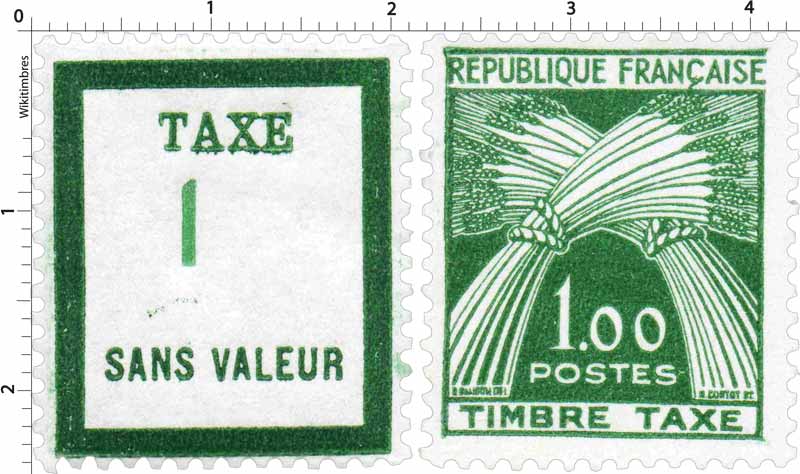 0 1 2 3 4
Wikitimbres
1
2
TAXE
1
SANS VALEUR
REPUBLIQUE FRANÇAISE
1.00
POSTES
TIMBRE TAXE